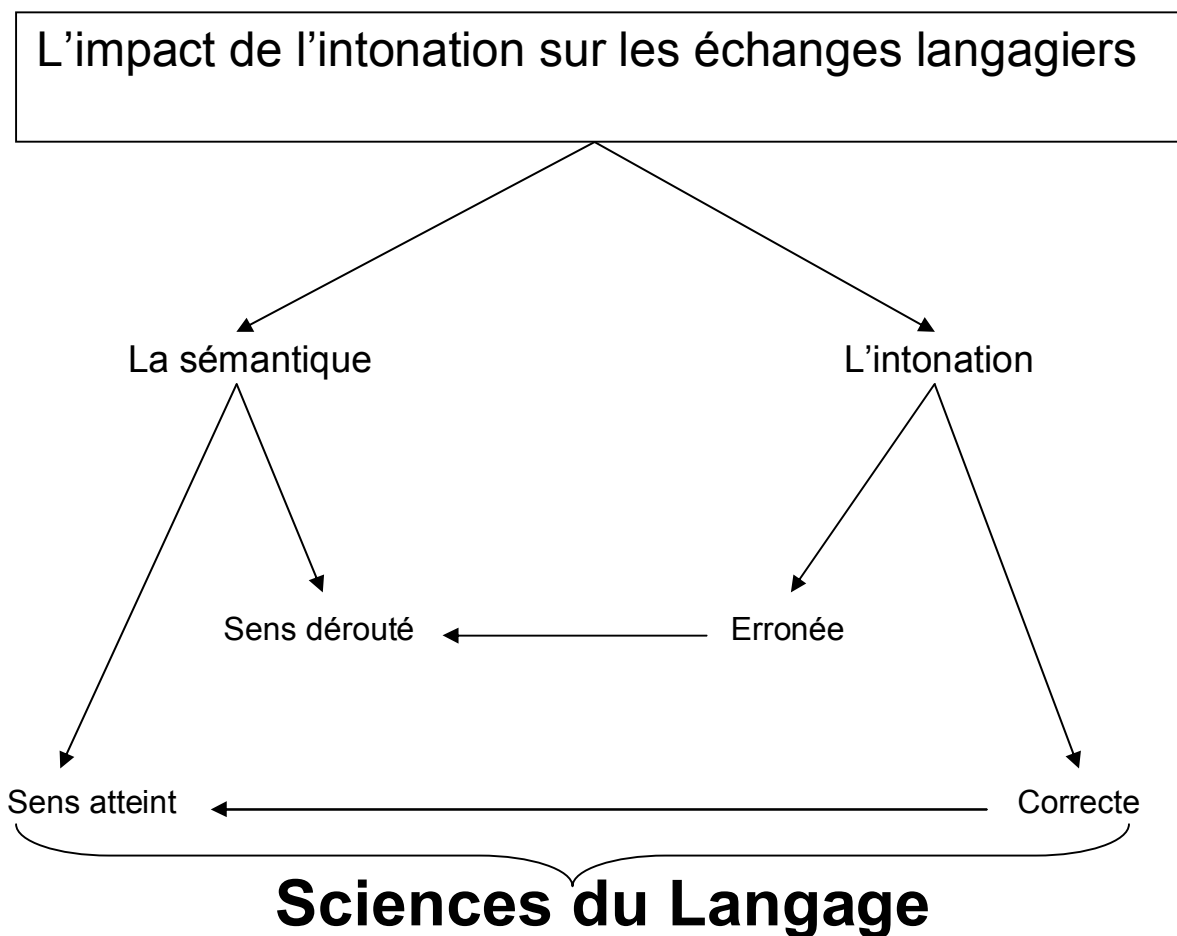 L’impact de l’intonation sur les échanges langagiers
La sémantique
L’intonation
Sens dérouté
Erronée
Sens atteint
Correcte
Sciences du Langage